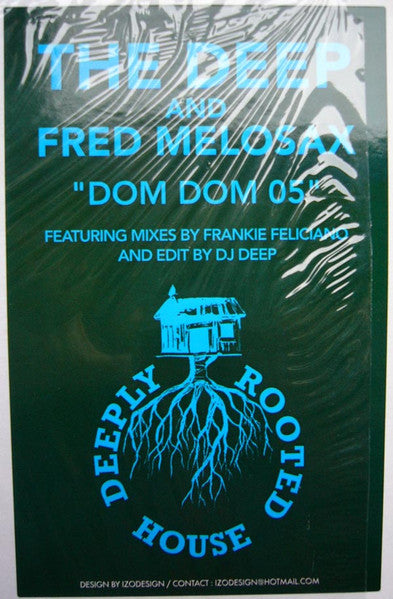 THE DEEP
AND
FRED MELOSAX
"DOM DOM 05"
FEATURING MIXES BY FRANKIE FELICIANO
AND EDIT BY DJ DEEP
DEEPLY ROOTED
HOUSE
DESIGN BY IZODESIGN / CONTACT : IZODESIGN@HOTMAIL.COM